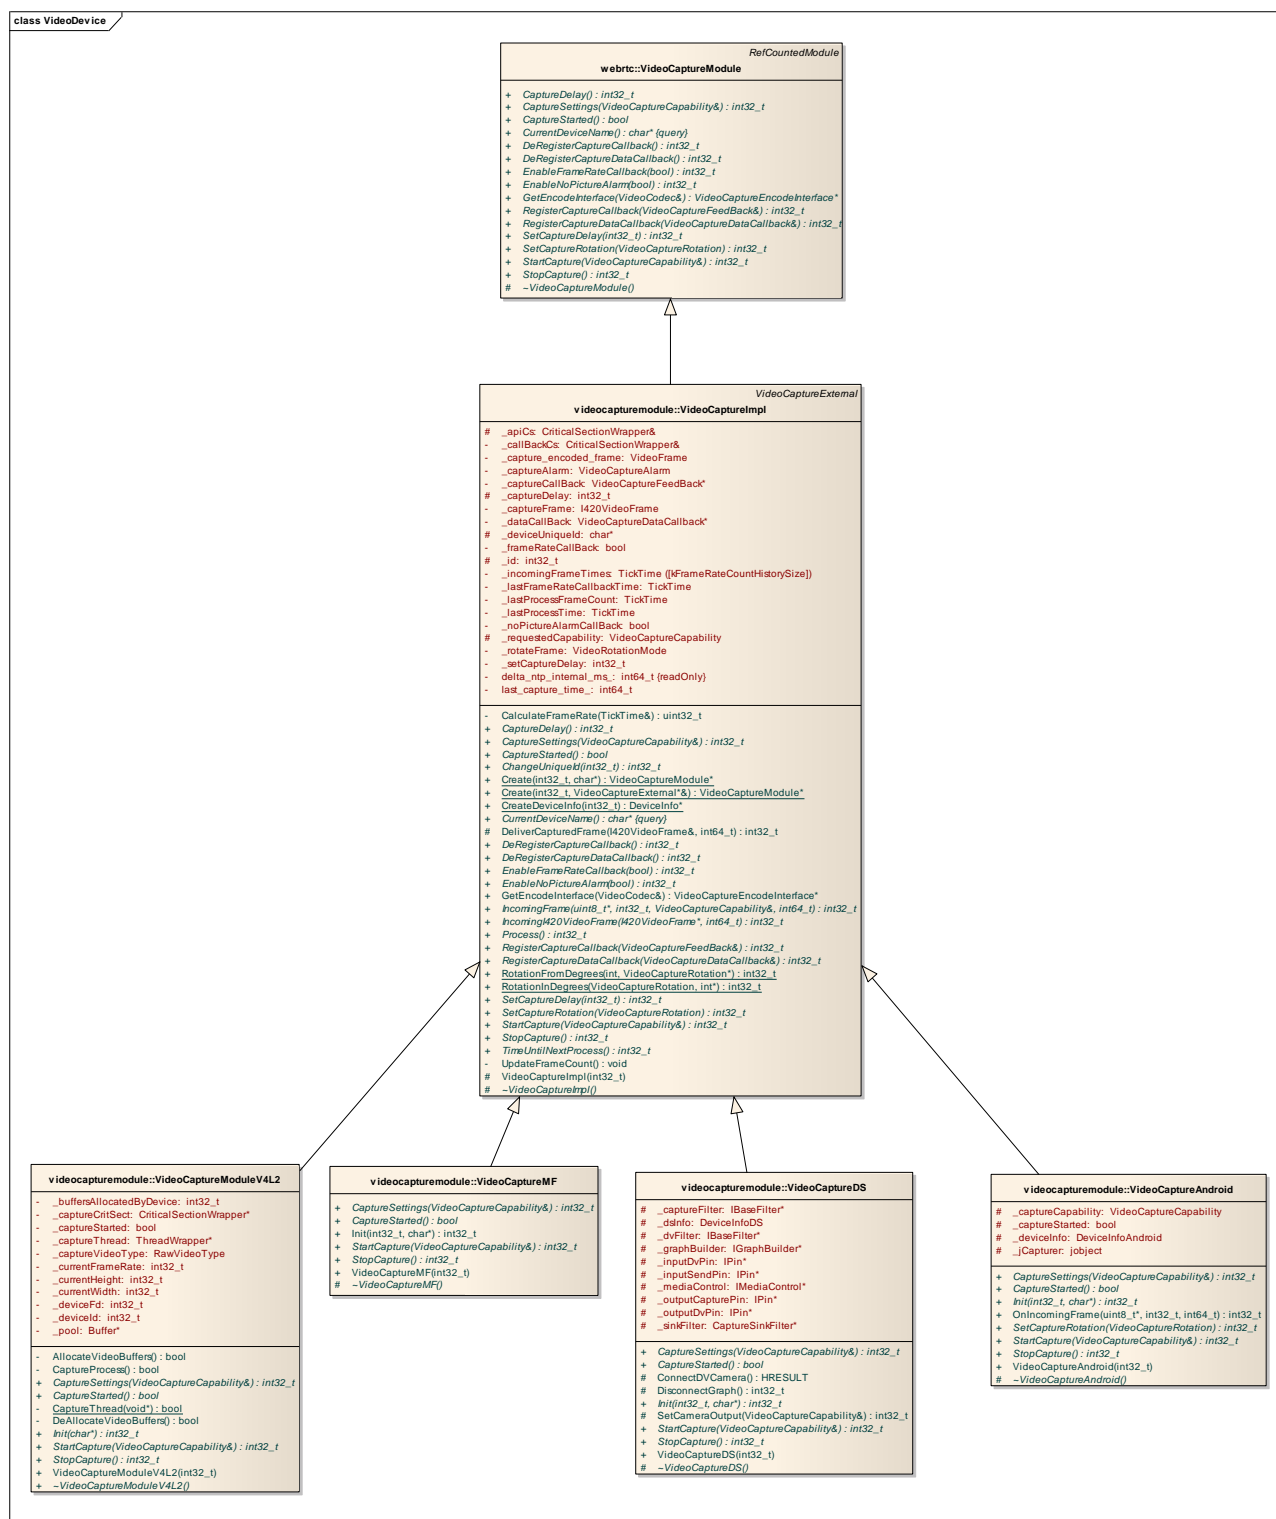 class VideoDevice
RefCountedModule
webrtc::VideoCaptureModule
+ CaptureDelay() : int32_t
+ CaptureSettings(VideoCaptureCapability&) : int32_t
+ CaptureStarted() : bool
+ CurrentDeviceName() : char* {query}
+ DeRegisterCaptureCallback() : int32_t
+ DeRegisterCaptureDataCallback() : int32_t
+ EnableFrameRateCallback(bool) : int32_t
+ EnableNoPictureAlarm(bool) : int32_t
+ GetEncodeInterface(VideoCodec&) : VideoCaptureEncodeInterface*
+ RegisterCaptureCallback(VideoCaptureFeedBack&) : int32_t
+ RegisterCaptureDataCallback(VideoCaptureDataCallback&) : int32_t
+ SetCaptureDelay(int32_t) : int32_t
+ SetCaptureRotation(VideoCaptureRotation) : int32_t
+ StartCapture(VideoCaptureCapability&) : int32_t
+ StopCapture() : int32_t
# ~VideoCaptureModule()
VideoCaptureExternal
videocapturemodule::VideoCaptureImpl
# _apiCs: CriticalSectionWrapper&
- _callBackCs: CriticalSectionWrapper&
- _capture_encoded_frame: VideoFrame
- _captureAlarm: VideoCaptureAlarm
- _captureCallBack: VideoCaptureFeedBack*
# _captureDelay: int32_t
- _captureFrame: I420VideoFrame
- _dataCallBack: VideoCaptureDataCallback*
# _deviceUniqueId: char*
- _frameRateCallBack: bool
# _id: int32_t
- _incomingFrameTimes: TickTime ([kFrameRateCountHistorySize])
- _lastFrameRateCallbackTime: TickTime
- _lastProcessFrameCount: TickTime
- _lastProcessTime: TickTime
- _noPictureAlarmCallBack: bool
# _requestedCapability: VideoCaptureCapability
- _rotateFrame: VideoRotationMode
- _setCaptureDelay: int32_t
- delta_ntp_internal_ms_: int64_t {readOnly}
- last_capture_time_: int64_t
- CalculateFrameRate(TickTime&) : uint32_t
+ CaptureDelay() : int32_t
+ CaptureSettings(VideoCaptureCapability&) : int32_t
+ CaptureStarted() : bool
+ ChangeUniqueId(int32_t) : int32_t
+ Create(int32_t, char*) : VideoCaptureModule*
+ Create(int32_t, VideoCaptureExternal*&) : VideoCaptureModule*
+ CreateDeviceInfo(int32_t) : DeviceInfo*
+ CurrentDeviceName() : char* {query}
# DeliverCapturedFrame(I420VideoFrame&, int64_t) : int32_t
+ DeRegisterCaptureCallback() : int32_t
+ DeRegisterCaptureDataCallback() : int32_t
+ EnableFrameRateCallback(bool) : int32_t
+ EnableNoPictureAlarm(bool) : int32_t
+ GetEncodeInterface(VideoCodec&) : VideoCaptureEncodeInterface*
+ IncomingFrame(uint8_t*, int32_t, VideoCaptureCapability&, int64_t) : int32_t
+ IncomingI420VideoFrame(I420VideoFrame*, int64_t) : int32_t
+ Process() : int32_t
+ RegisterCaptureCallback(VideoCaptureFeedBack&) : int32_t
+ RegisterCaptureDataCallback(VideoCaptureDataCallback&) : int32_t
+ RotationFromDegrees(int, VideoCaptureRotation*) : int32_t
+ RotationInDegrees(VideoCaptureRotation, int*) : int32_t
+ SetCaptureDelay(int32_t) : int32_t
+ SetCaptureRotation(VideoCaptureRotation) : int32_t
+ StartCapture(VideoCaptureCapability&) : int32_t
+ StopCapture() : int32_t
+ TimeUntilNextProcess() : int32_t
- UpdateFrameCount() : void
# VideoCaptureImpl(int32_t)
# ~VideoCaptureImpl()
videocapturemodule::VideoCaptureModuleV4L2
- _buffersAllocatedByDevice: int32_t
- _captureCritSect: CriticalSectionWrapper*
- _captureStarted: bool
- _captureThread: ThreadWrapper*
- _captureVideoType: RawVideoType
- _currentFrameRate: int32_t
- _currentHeight: int32_t
- _currentWidth: int32_t
- _deviceFd: int32_t
- _deviceId: int32_t
- _pool: Buffer*
- AllocateVideoBuffers() : bool
- CaptureProcess() : bool
+ CaptureSettings(VideoCaptureCapability&) : int32_t
+ CaptureStarted() : bool
- CaptureThread(void*) : bool
- DeAllocateVideoBuffers() : bool
+ Init(char*) : int32_t
+ StartCapture(VideoCaptureCapability&) : int32_t
+ StopCapture() : int32_t
+ VideoCaptureModuleV4L2(int32_t)
+ ~VideoCaptureModuleV4L2()
videocapturemodule::VideoCaptureMF
+ CaptureSettings(VideoCaptureCapability&) : int32_t
+ CaptureStarted() : bool
+ Init(int32_t, char*) : int32_t
+ StartCapture(VideoCaptureCapability&) : int32_t
+ StopCapture() : int32_t
+ VideoCaptureMF(int32_t)
# ~VideoCaptureMF()
videocapturemodule::VideoCaptureDS
# _captureFilter: IBaseFilter*
# _dsInfo: DeviceInfoDS
# _dvFilter: IBaseFilter*
# _graphBuilder: IGraphBuilder*
# _inputDvPin: IPin*
# _inputSendPin: IPin*
# _mediaControl: IMediaControl*
# _outputCapturePin: IPin*
# _outputDvPin: IPin*
# _sinkFilter: CaptureSinkFilter*
+ CaptureSettings(VideoCaptureCapability&) : int32_t
+ CaptureStarted() : bool
# ConnectDVCamera() : HRESULT
# DisconnectGraph() : int32_t
+ Init(int32_t, char*) : int32_t
# SetCameraOutput(VideoCaptureCapability&) : int32_t
+ StartCapture(VideoCaptureCapability&) : int32_t
+ StopCapture() : int32_t
+ VideoCaptureDS(int32_t)
# ~VideoCaptureDS()
videocapturemodule::VideoCaptureAndroid
# _captureCapability: VideoCaptureCapability
# _captureStarted: bool
# _deviceInfo: DeviceInfoAndroid
# _jCapturer: jobject
+ CaptureSettings(VideoCaptureCapability&) : int32_t
+ CaptureStarted() : bool
+ Init(int32_t, char*) : int32_t
+ OnIncomingFrame(uint8_t*, int32_t, int64_t) : int32_t
+ SetCaptureRotation(VideoCaptureRotation) : int32_t
+ StartCapture(VideoCaptureCapability&) : int32_t
+ StopCapture() : int32_t
+ VideoCaptureAndroid(int32_t)
# ~VideoCaptureAndroid()